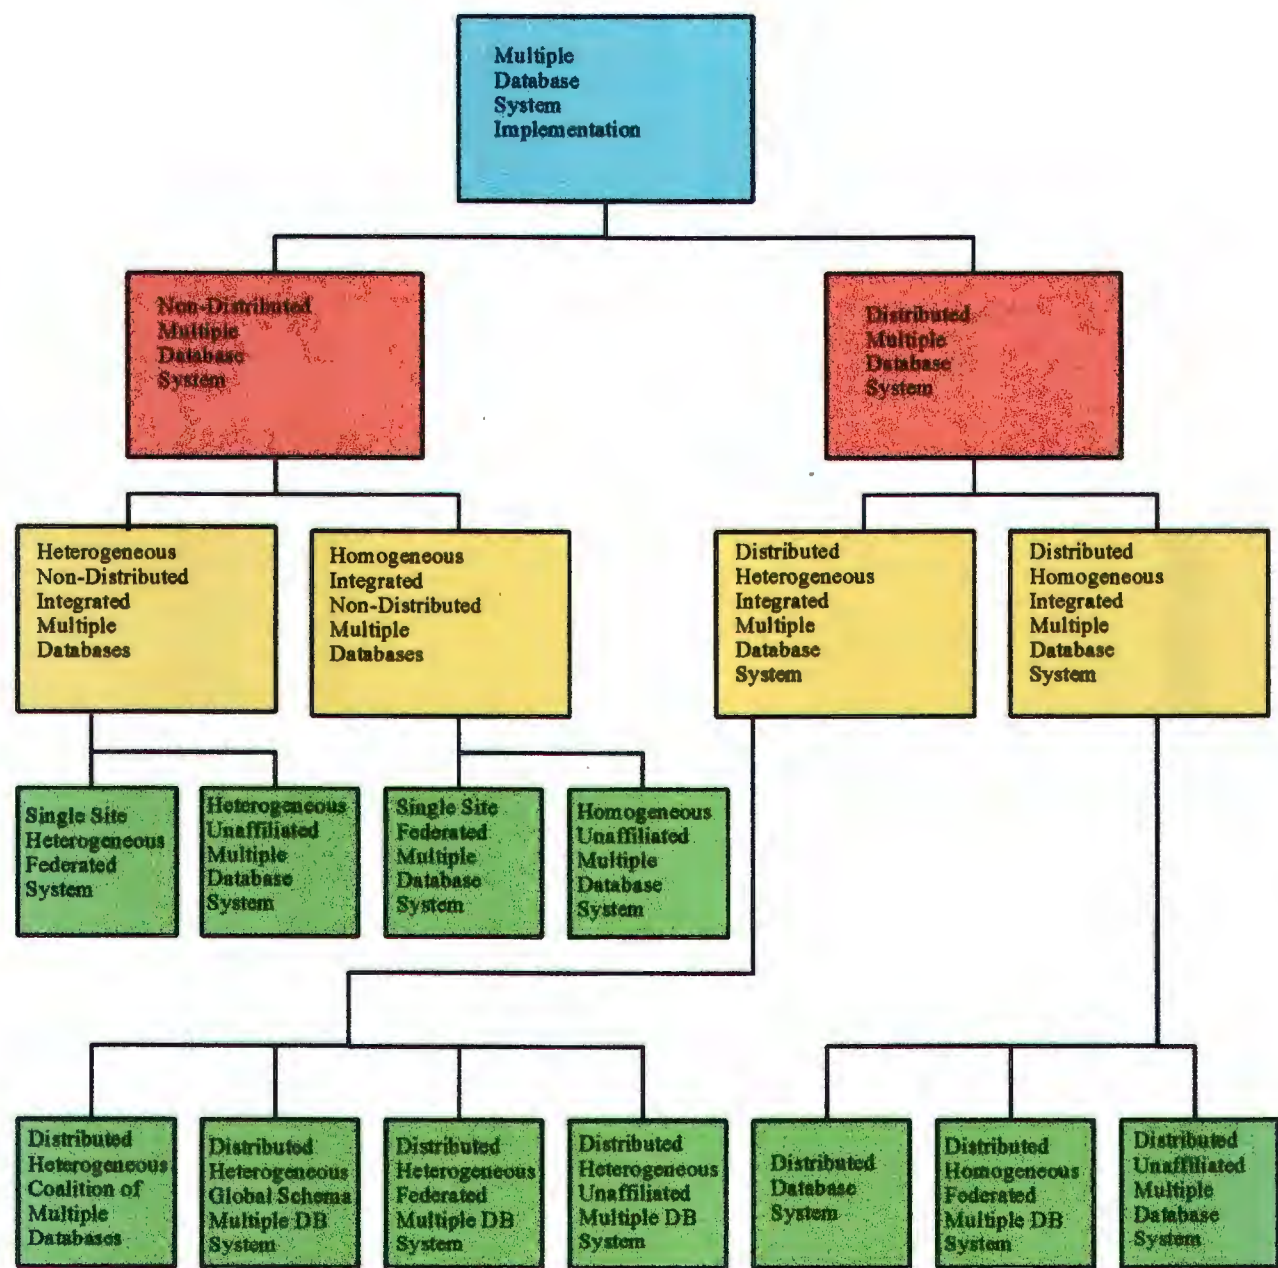 Multiple
Database
System
Implementation
Non-Distributed
Multiple
Database
System
Distributed
Multiple
Database
System
Heterogeneous
Non-Distributed
Integrated
Multiple
Databases
Homogeneous
Integrated
Non-Distributed
Multiple
Databases
Distributed
Heterogeneous
Integrated
Multiple
Database
System
Distributed
Homogeneous
Integrated
Multiple
Database
System
Single Site
Heterogeneous
Federated
System
Heterogeneous
Unaffiliated
Multiple
Database
System
Single Site
Federated
Multiple
Database
System
Homogeneous
Unaffiliated
Multiple
Database
System
Distributed
Heterogeneous
Coalition of
Multiple
Databases
Distributed
Heterogeneous
Global Schema
Multiple DB
System
Distributed
Heterogeneous
Federated
Multiple DB
System
Distributed
Heterogeneous
Unaffiliated
Multiple DB
System
Distributed
Database
System
Distributed
Homogeneous
Federated
Multiple DB
System
Distributed
Unaffiliated
Multiple
Database
System